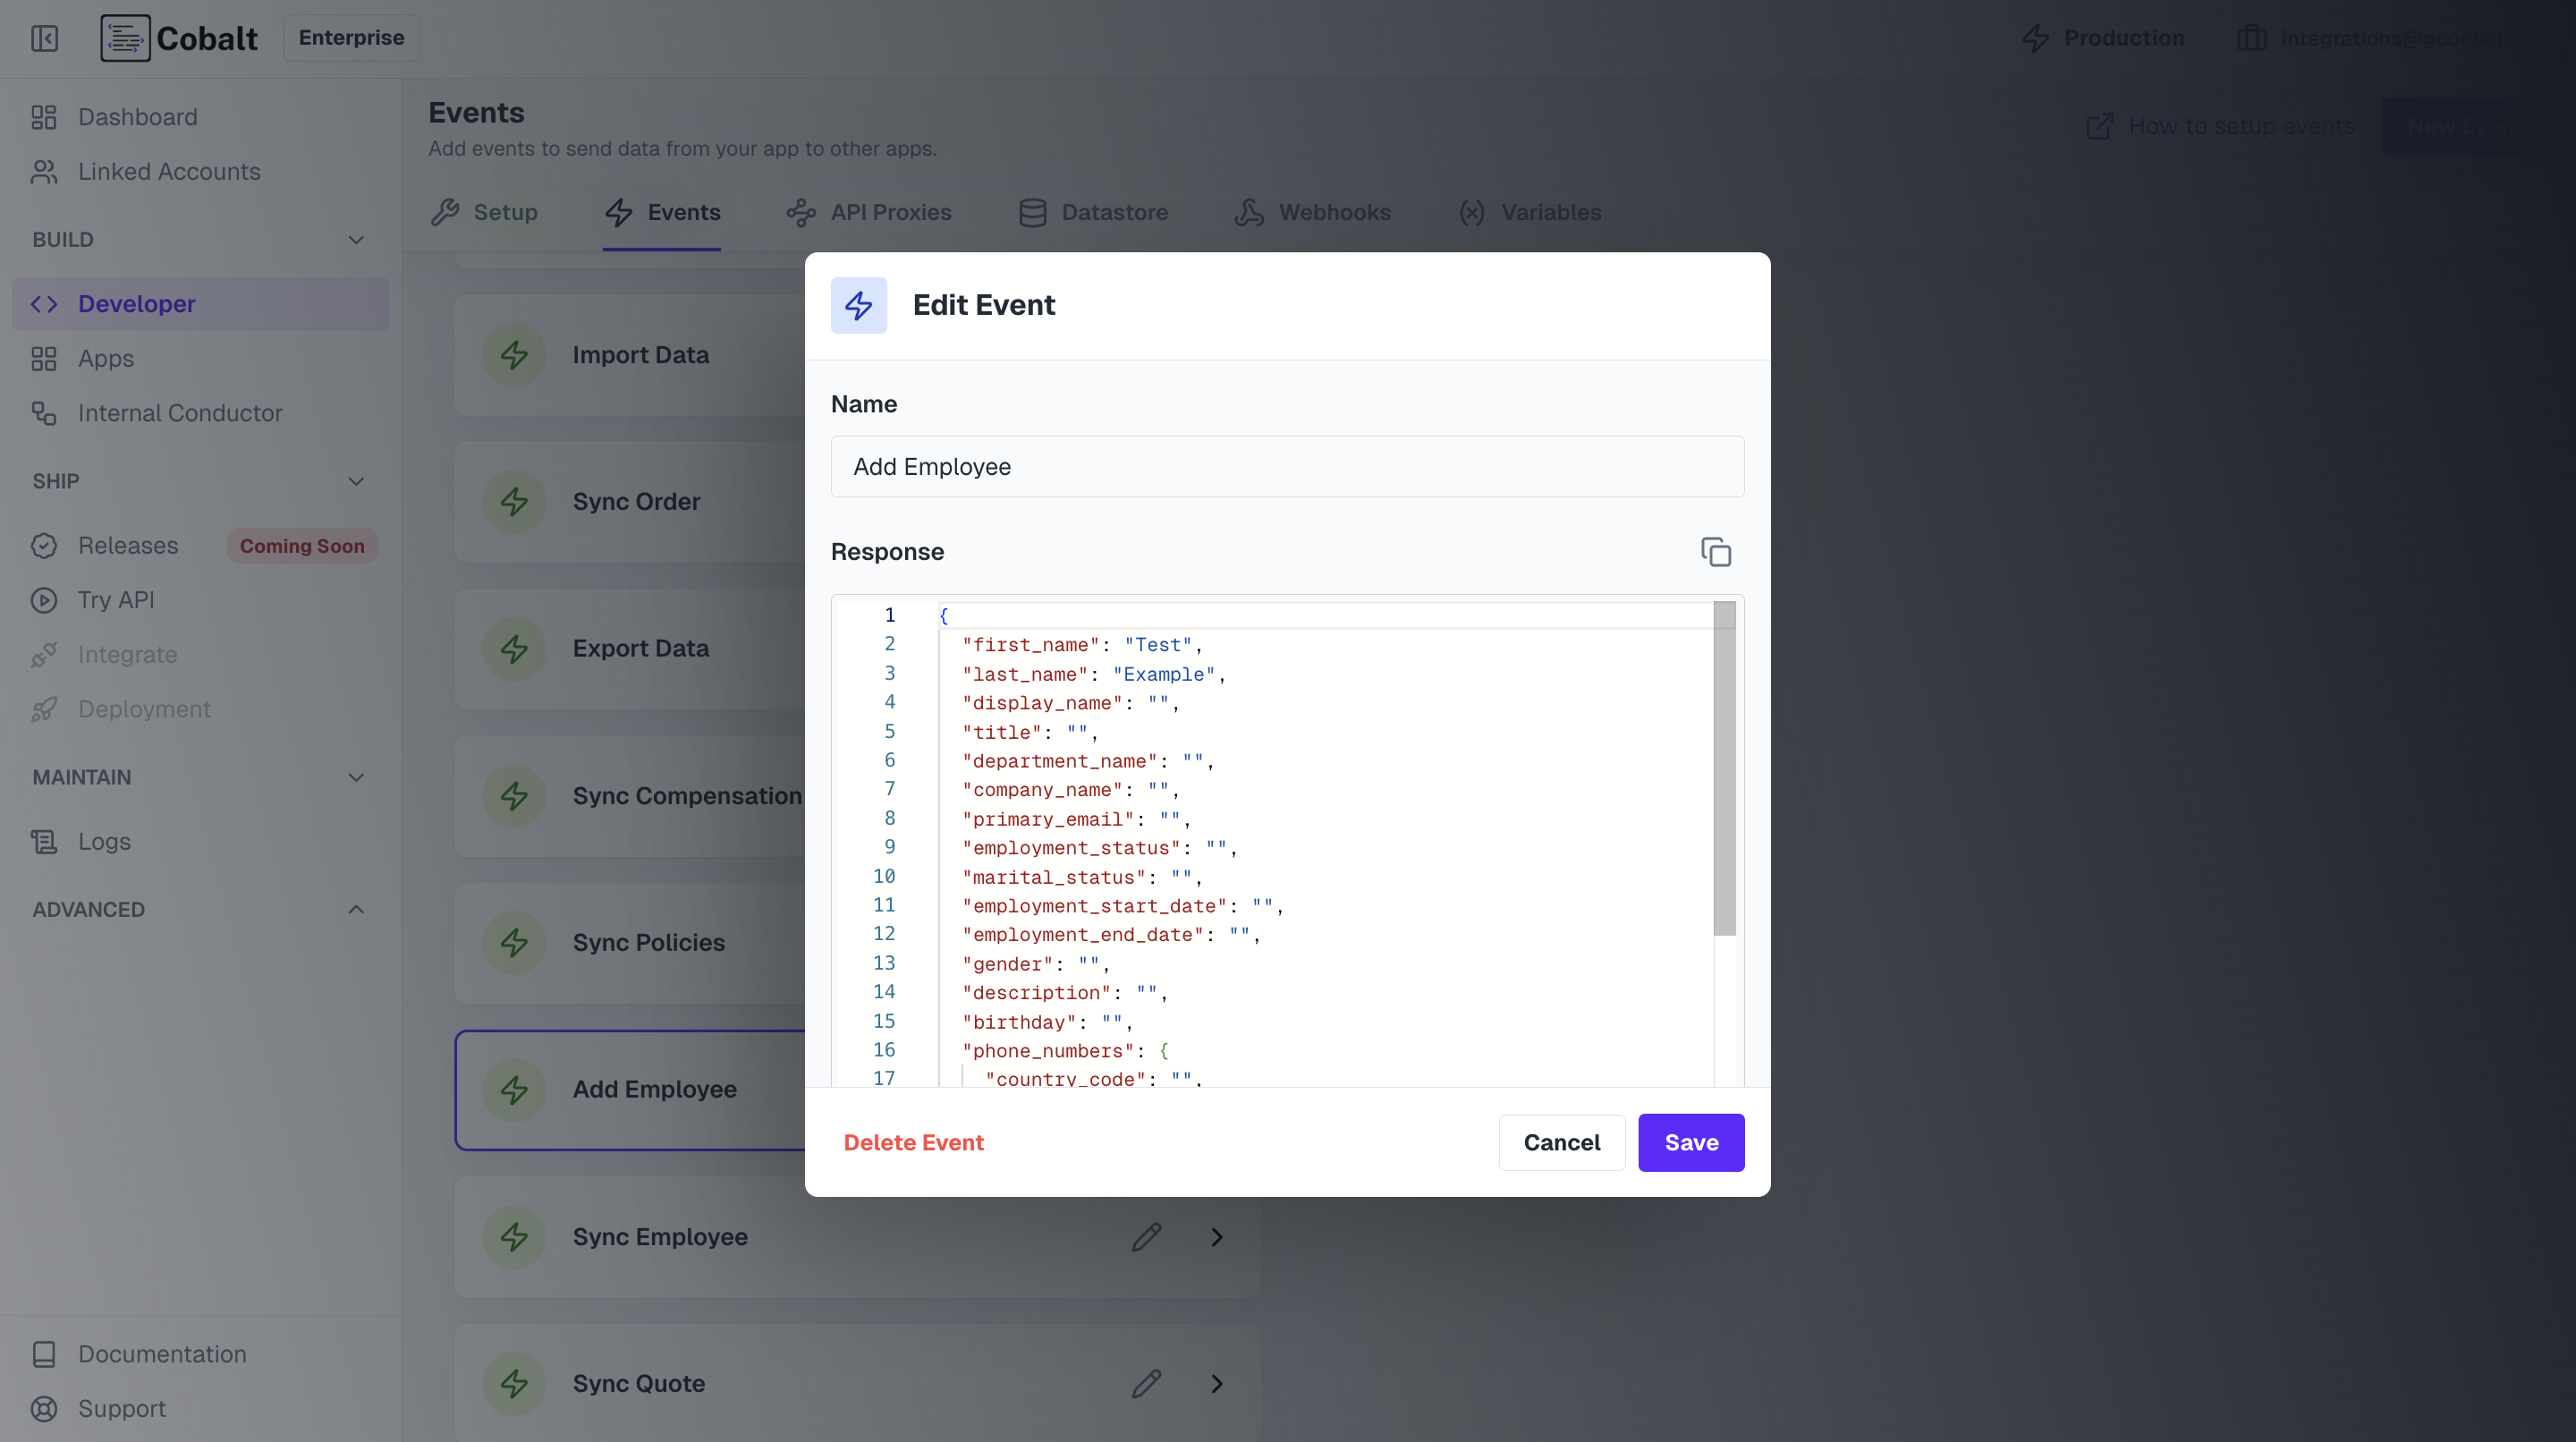 Cobalt
Enterprise
Production
Dashboard
Linked Accounts
BUILD
Developer
Apps
Internal Conductor
SHIP
Releases
Coming Soon
Try API
Integrate
Deployment
MAINTAIN
Logs
ADVANCED
Documentation
Support
Events
Add events to send data from your app to other apps.
How to setup events
New Event
Setup
Events
API Proxies
Datastore
Webhooks
Variables
Import Data
Sync Order
Export Data
Sync Compensation
Sync Policies
Add Employee
Sync Employee
Sync Quote
Edit Event
Name
Add Employee
Response
1 {
2 "first_name": "Test",
3 "last_name": "Example",
4 "display_name": "",
5 "title": "",
6 "department_name": "",
7 "company_name": "",
8 "primary_email": "",
9 "employment_status": "",
10 "marital_status": "",
11 "employment_start_date": "",
12 "employment_end_date": "",
13 "gender": "",
14 "description": "",
15 "birthday": "",
16 "phone_numbers": {
17 "country_code": "",
Delete Event
Cancel
Save